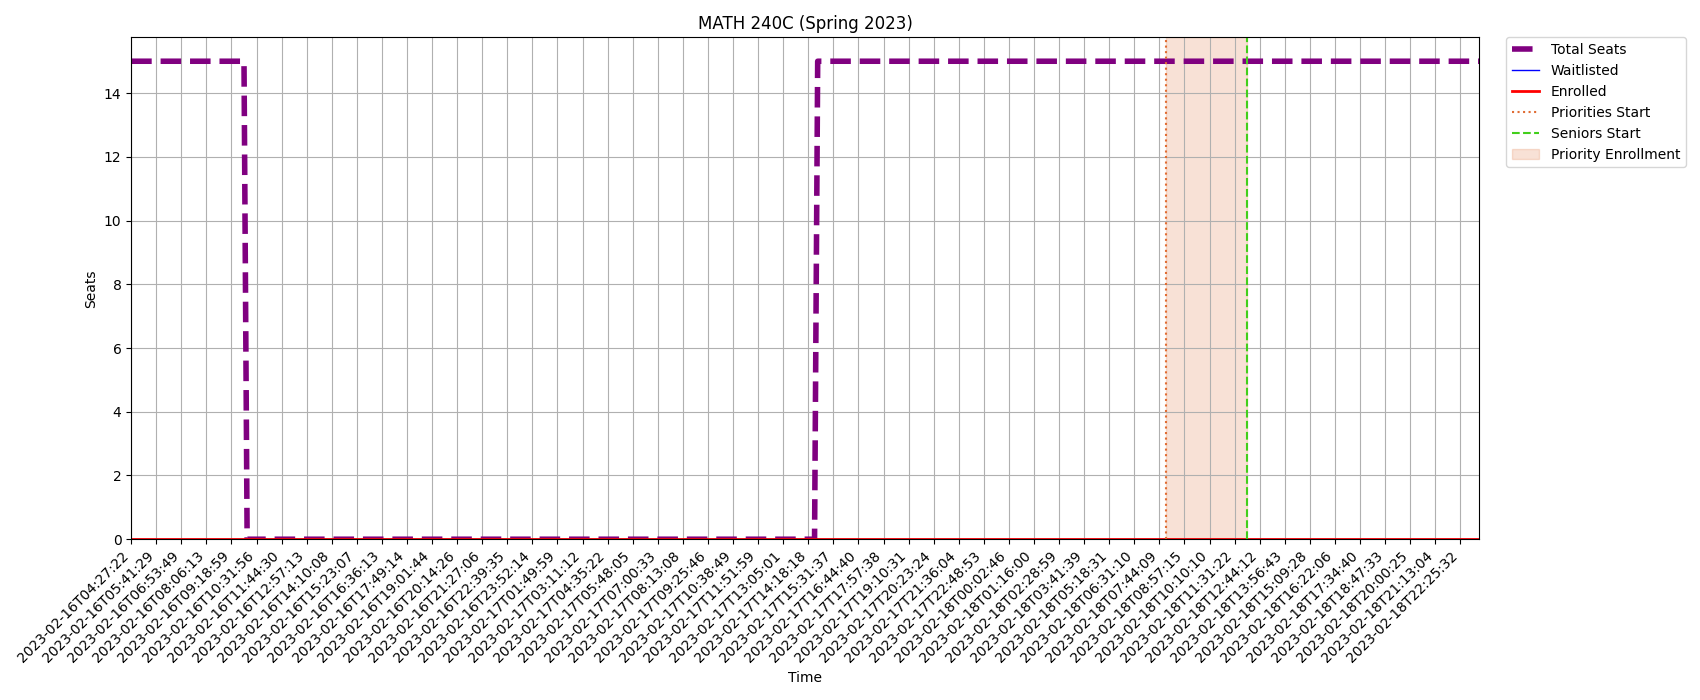 MATH 240C (Spring 2023)
Total Seats
Waitlisted
Enrolled
Priorities Start
Seniors Start
Priority Enrollment
Seats
14
12
10
8
6
4
2
0
2023-02-16T04:27:22
2023-02-16T05:41:29
2023-02-16T06:53:49
2023-02-16T08:06:13
2023-02-16T09:18:59
2023-02-16T10:31:56
2023-02-16T11:44:30
2023-02-16T12:57:13
2023-02-16T14:10:08
2023-02-16T15:23:07
2023-02-16T16:36:13
2023-02-16T17:49:14
2023-02-16T19:01:44
2023-02-16T20:14:26
2023-02-16T21:27:06
2023-02-16T22:39:35
2023-02-16T23:52:14
2023-02-17T01:49:59
2023-02-17T03:11:12
2023-02-17T04:35:22
2023-02-17T05:48:05
2023-02-17T07:00:33
2023-02-17T08:13:08
2023-02-17T09:25:46
2023-02-17T10:38:49
2023-02-17T11:51:59
2023-02-17T13:05:01
2023-02-17T14:18:18
2023-02-17T15:31:37
2023-02-17T16:44:40
2023-02-17T17:57:38
2023-02-17T19:10:31
2023-02-17T20:23:24
2023-02-17T21:36:04
2023-02-17T22:48:53
2023-02-18T00:02:46
2023-02-18T01:16:00
2023-02-18T02:28:59
2023-02-18T03:41:39
2023-02-18T05:18:31
2023-02-18T06:31:10
2023-02-18T07:44:09
2023-02-18T08:57:15
2023-02-18T10:10:10
2023-02-18T11:31:22
2023-02-18T12:44:12
2023-02-18T13:56:43
2023-02-18T15:09:28
2023-02-18T16:22:06
2023-02-18T17:34:40
2023-02-18T18:47:33
2023-02-18T20:00:25
2023-02-18T21:13:04
2023-02-18T22:25:32
Time